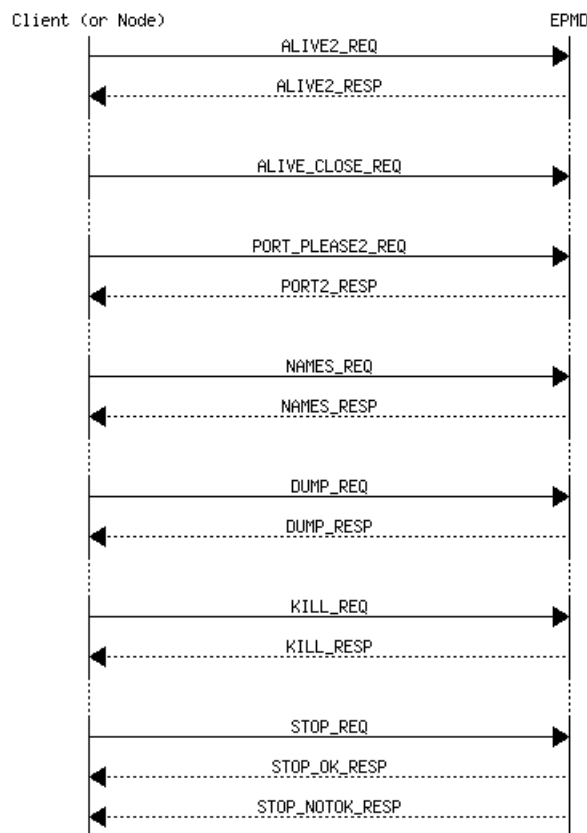 Client (or Node) EPMD
ALIVE2_REQ
ALIVE2_RESP
ALIVE_CLOSE_REQ
PORT_PLEASE2_REQ
PORT2_RESP
NAMES_REQ
NAMES_RESP
DUMP_REQ
DUMP_RESP
KILL_REQ
KILL_RESP
STOP_REQ
STOP_OK_RESP
STOP_NOTOK_RESP